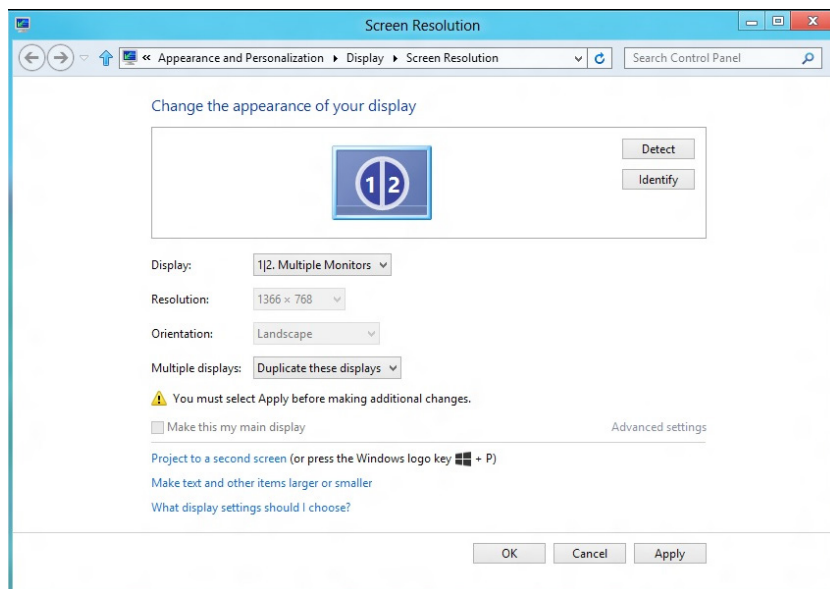 Screen Resolution
« Appearance and Personalization Display Screen Resolution
Search Control Panel
Change the appearance of your display
1|2
Detect
Identify
Display: 1|2. Multiple Monitors
Resolution: 1366 × 768
Orientation: Landscape
Multiple displays: Duplicate these displays
You must select Apply before making additional changes.
Make this my main display
Advanced settings
Project to a second screen (or press the Windows logo key + P)
Make text and other items larger or smaller
What display settings should I choose?
OK Cancel Apply